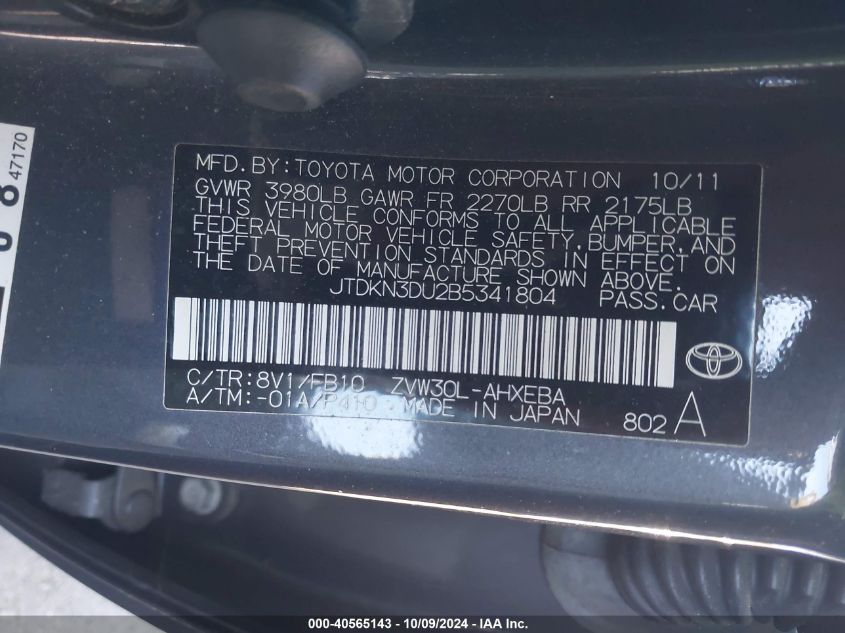 MFD. BY: TOYOTA MOTOR CORPORATION 10/11
GVWR 3980LB GAWR FR 2270LB RR 2175LB
THIS VEHICLE CONFORMS TO ALL APPLICABLE
FEDERAL MOTOR VEHICLE SAFETY, BUMPER, AND
THEFT PREVENTION STANDARDS IN EFFECT ON
THE DATE OF MANUFACTURE SHOWN ABOVE.
JTDKN3DU2B5341804 PASS. CAR
C/TR: 8V1/FB10 ZVW30L-AHXEBA
A/TM: -01A/P410 MADE IN JAPAN
802 A
47170
000-40565143 - 10/09/2024 - IAA Inc.